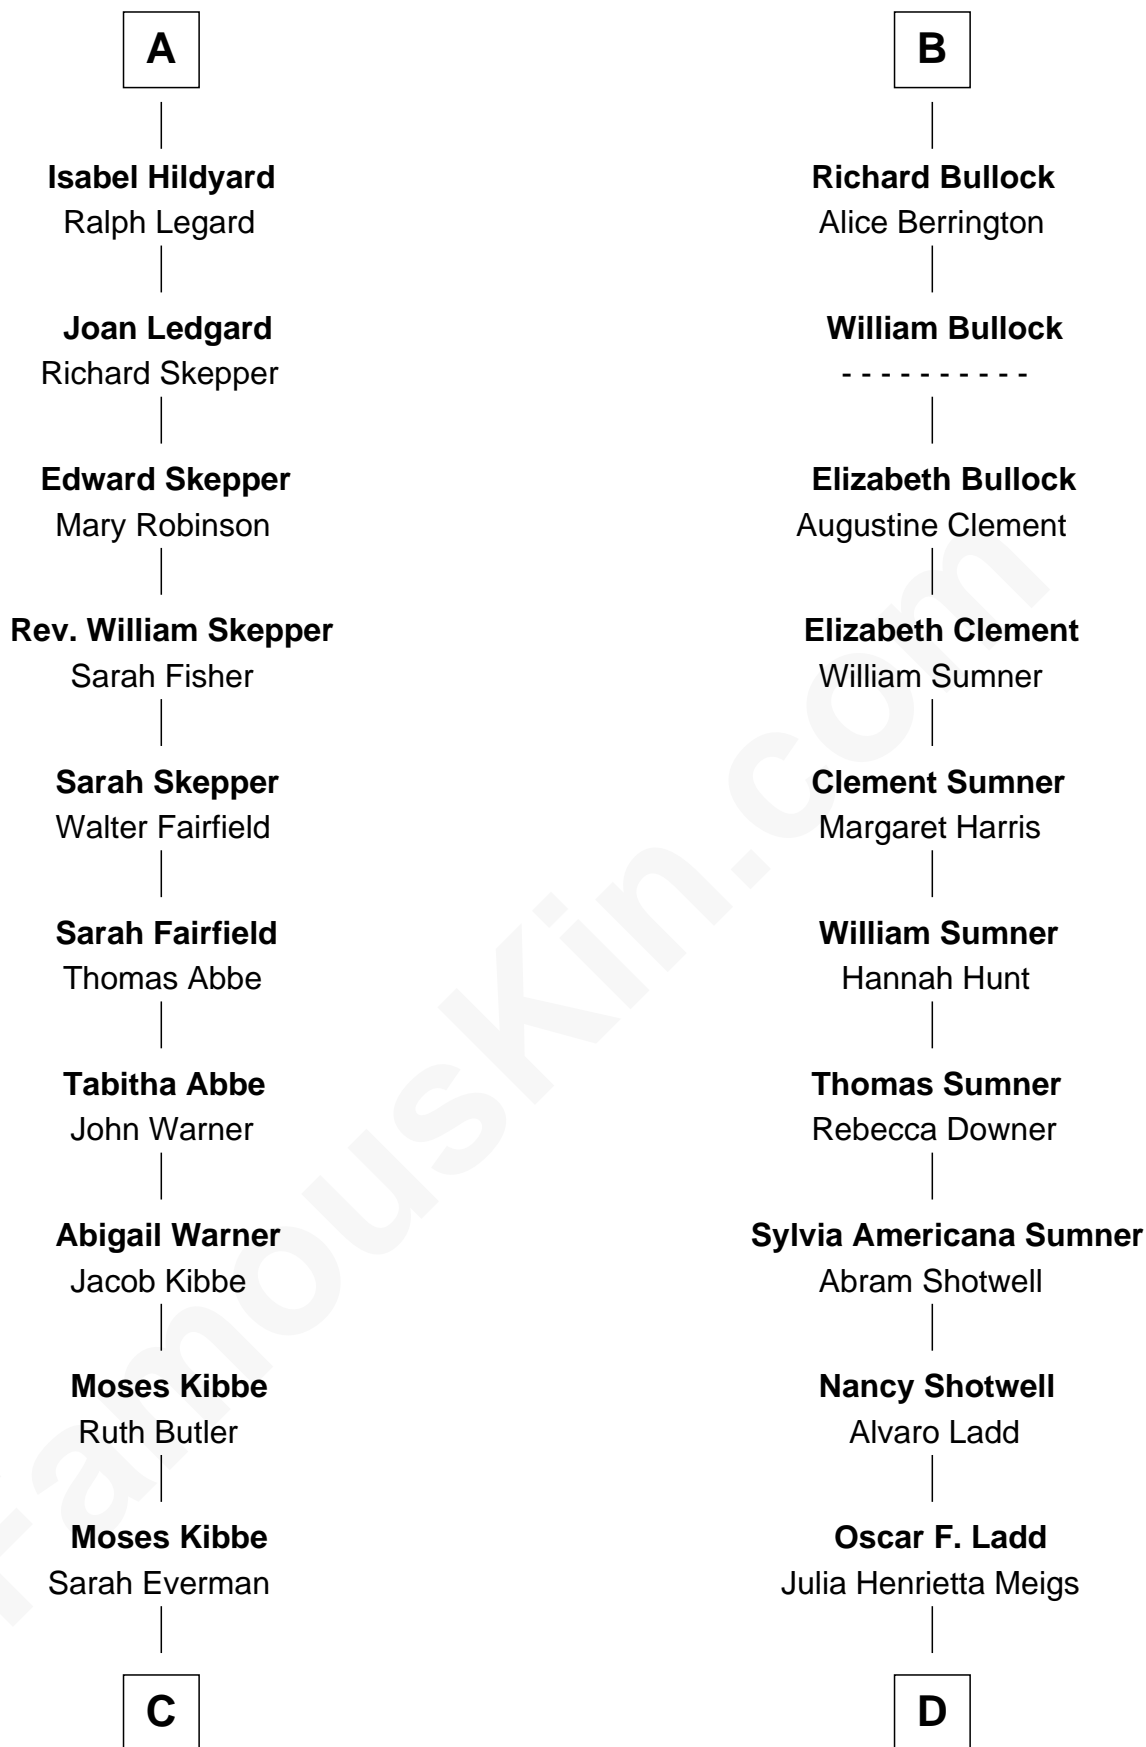 A
Isabel Hildyard
Ralph Legard
Joan Ledgard
Richard Skepper
Edward Skepper
Mary Robinson
Rev. William Skepper
Sarah Fisher
Sarah Skepper
Walter Fairfield
Sarah Fairfield
Thomas Abbe
Tabitha Abbe
John Warner
Abigail Warner
Jacob Kibbe
Moses Kibbe
Ruth Butler
Moses Kibbe
Sarah Everman
C
B
Richard Bullock
Alice Berrington
William Bullock
- - - - - - - - - -
Elizabeth Bullock
Augustine Clement
Elizabeth Clement
William Sumner
Clement Sumner
Margaret Harris
William Sumner
Hannah Hunt
Thomas Sumner
Rebecca Downer
Sylvia Americana Sumner
Abram Shotwell
Nancy Shotwell
Alvaro Ladd
Oscar F. Ladd
Julia Henrietta Meigs
D
FamousKin.com